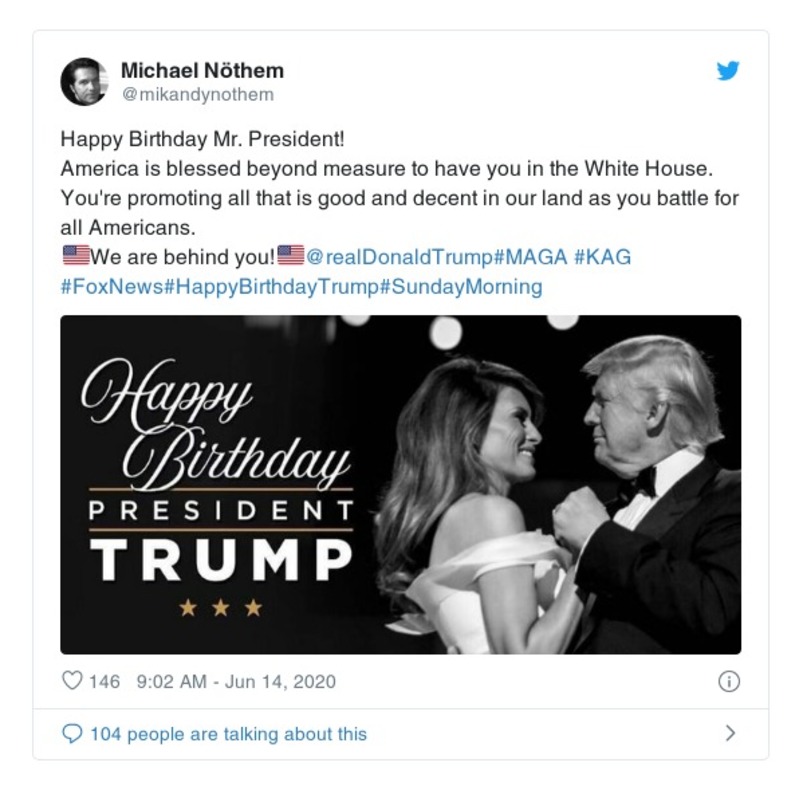 Michael Nöthem
@mikandynothem
Happy Birthday Mr. President!
America is blessed beyond measure to have you in the White House.
You're promoting all that is good and decent in our land as you battle for
all Americans.
🇺🇸We are behind you!🇺🇸@realDonaldTrump#MAGA #KAG
#FoxNews#HappyBirthdayTrump#SundayMorning
Happy
Birthday
PRESIDENT
TRUMP
146 9:02 AM - Jun 14, 2020
104 people are talking about this